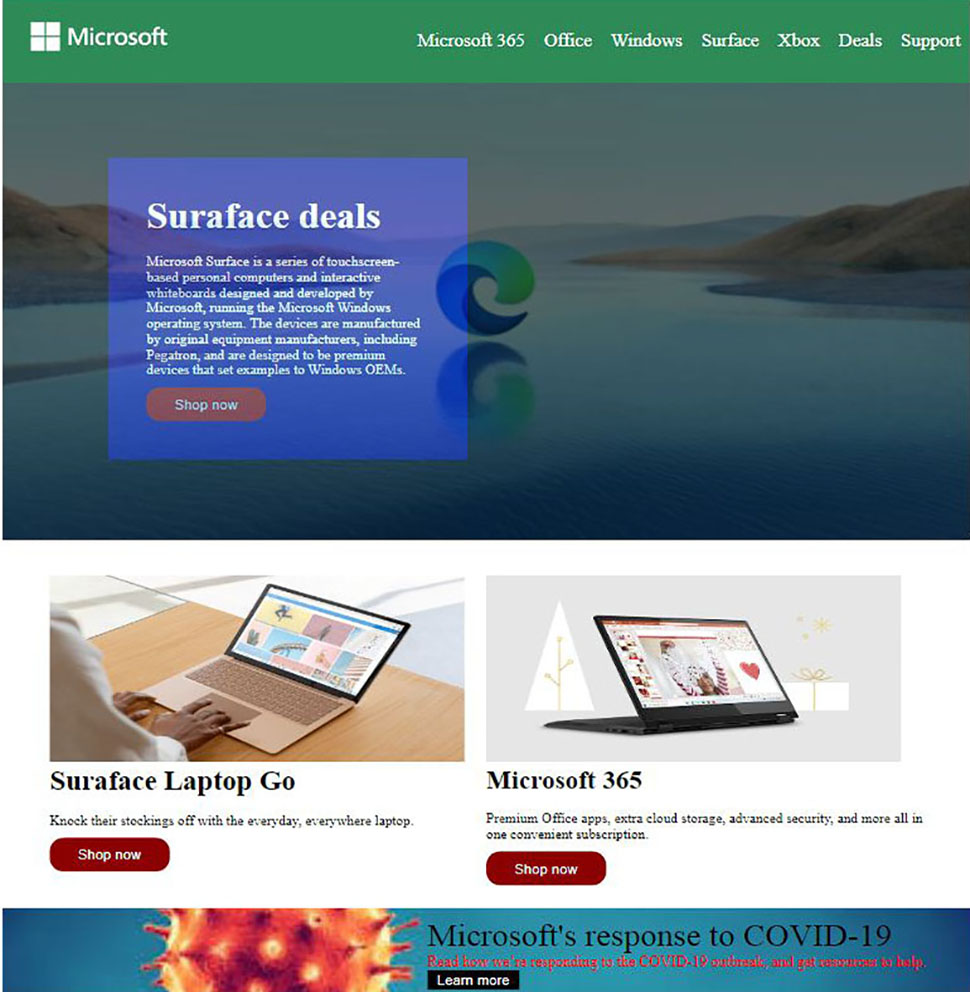 Microsoft
Microsoft 365 Office Windows Surface Xbox Deals Support
Suraface deals
Microsoft Surface is a series of touchscreen-
based personal computers and interactive
whiteboards designed and developed by
Microsoft, running the Microsoft Windows
operating system. The devices are manufactured
by original equipment manufacturers, including
Pegatron, and are designed to be premium
devices that set examples to Windows OEMs.
Shop now
Suraface Laptop Go
Knock their stockings off with the everyday, everywhere laptop.
Shop now
Microsoft 365
Premium Office apps, extra cloud storage, advanced security, and more all in
one convenient subscription.
Shop now
Microsoft's response to COVID-19
Read how we're responding to the COVID-19 outbreak, and get resources to help.
Learn more